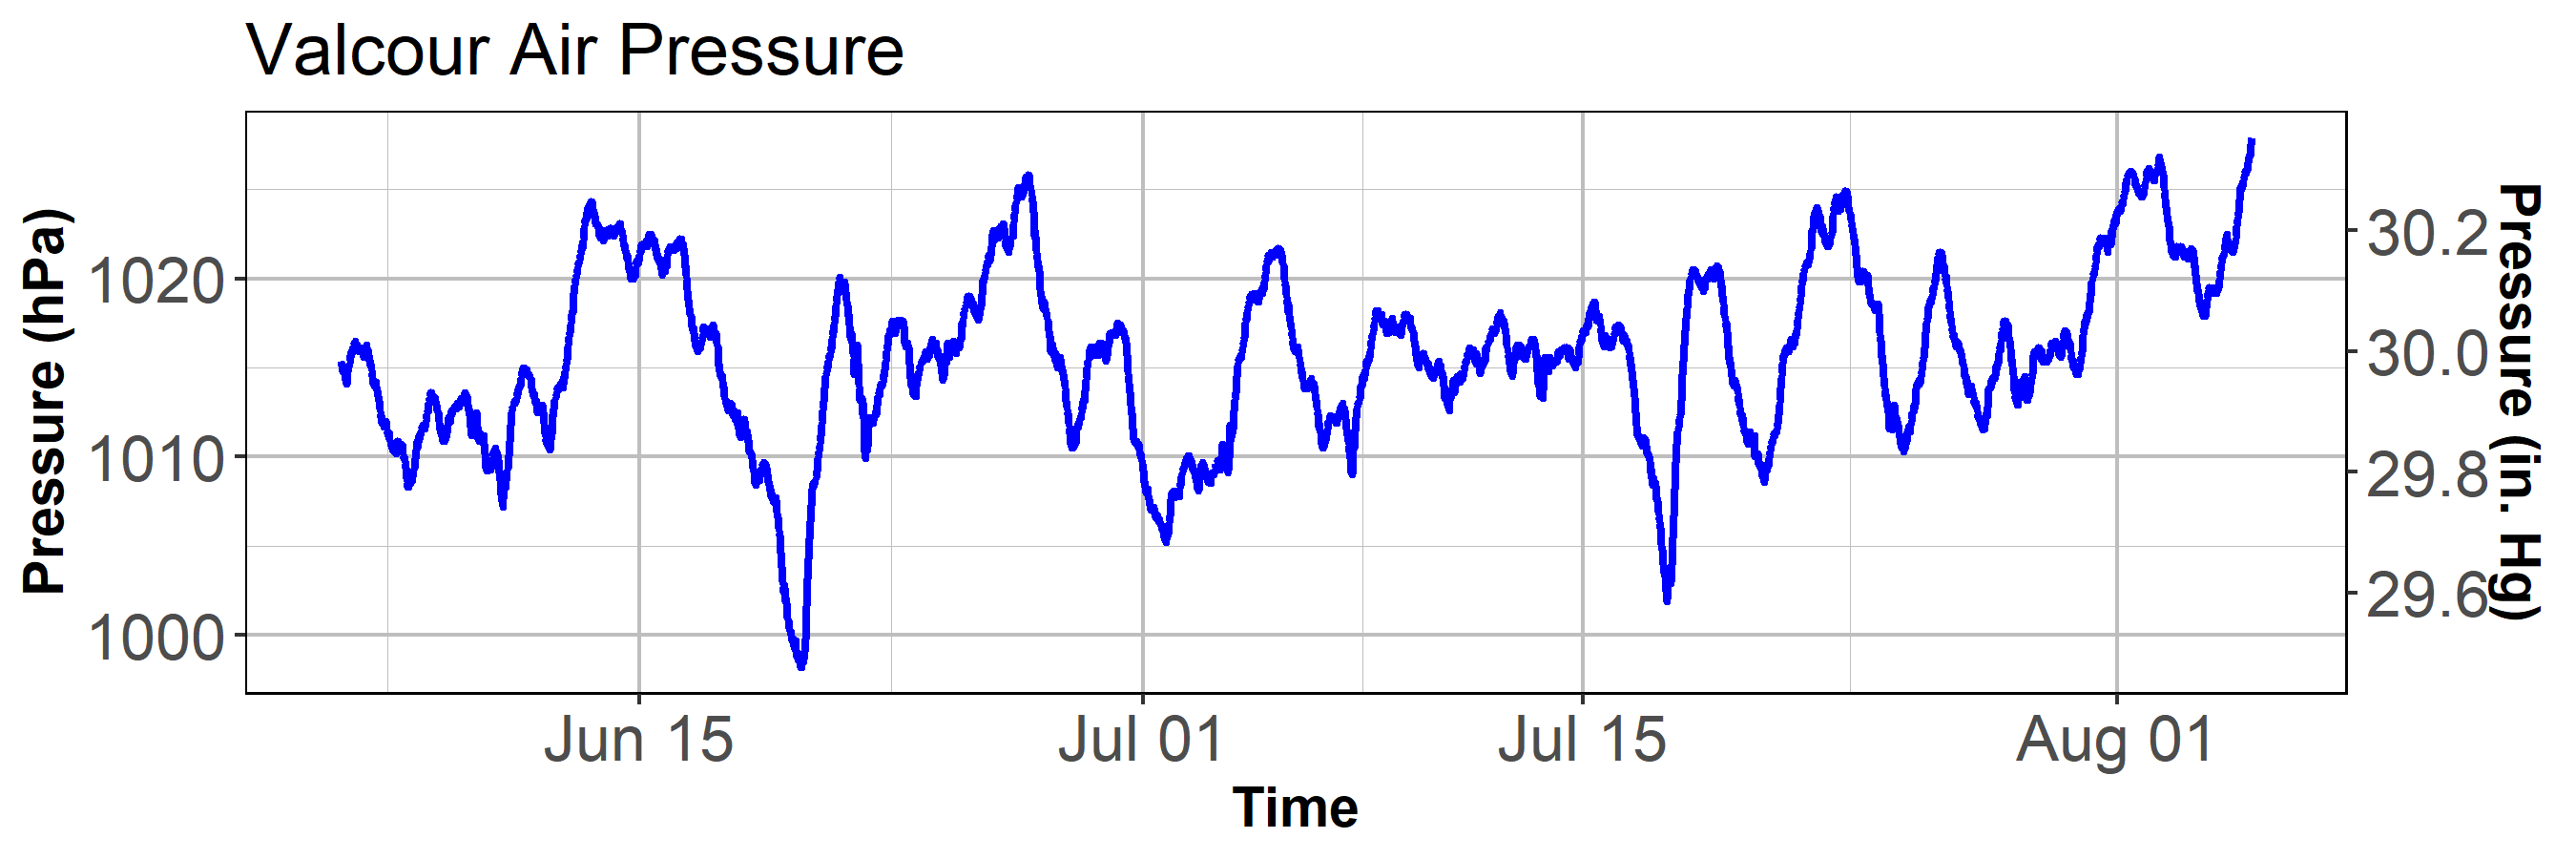 Valcour Air Pressure
Pressure (hPa)
1020
1010
1000
30.2
30.0
29.8
29.6
Pressure (in. Hg)
Jun 15
Jul 01
Jul 15
Aug 01
Time